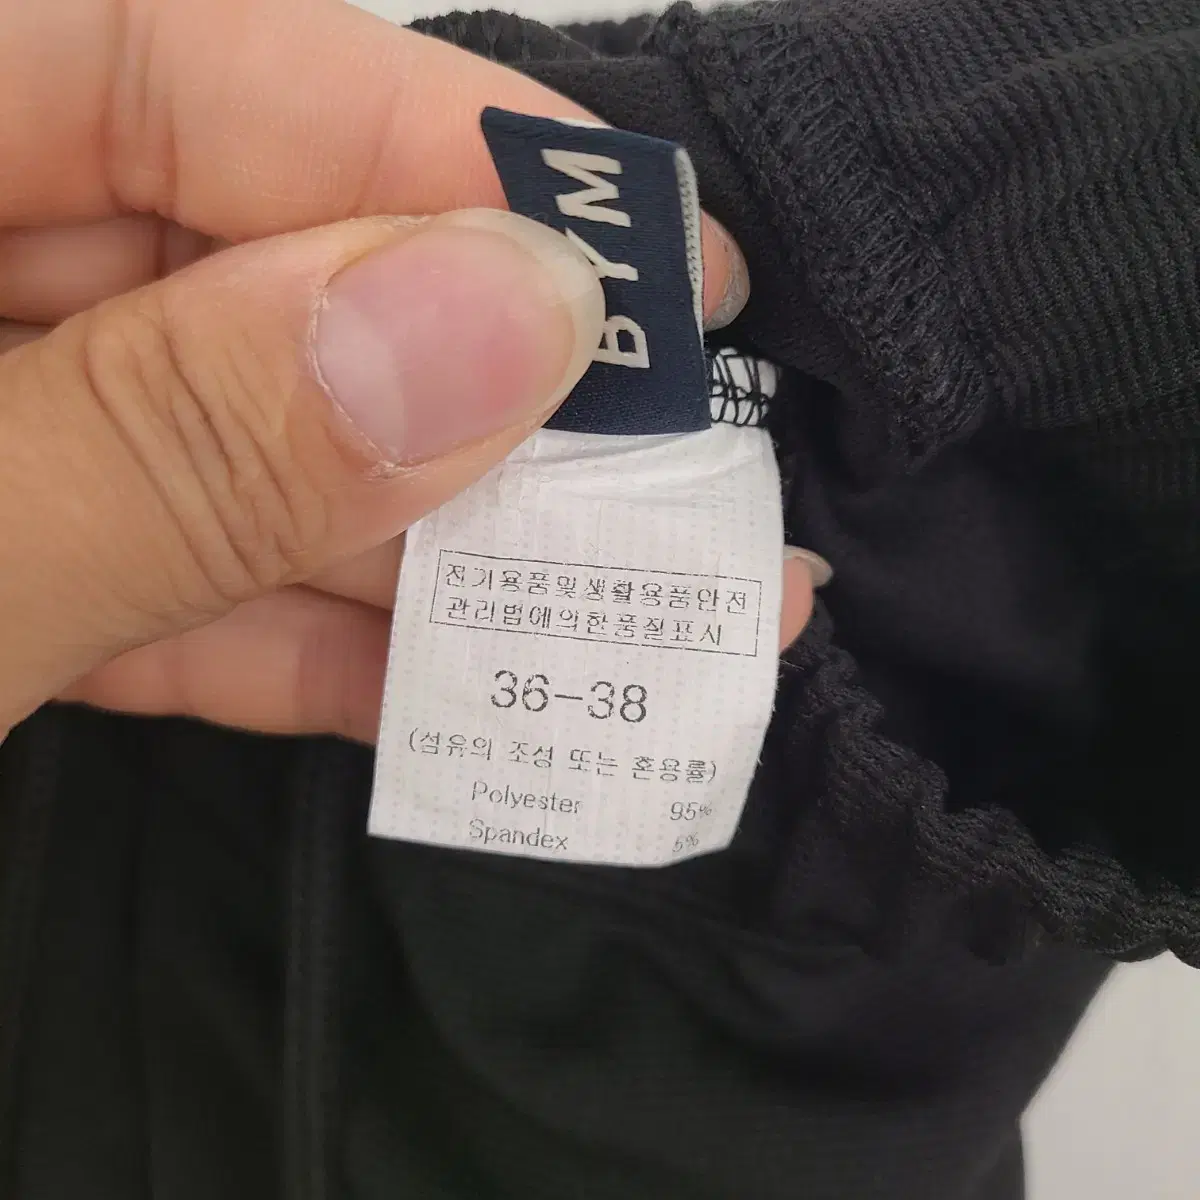 BYM
전기용품및생활용품안전
관리법에의한품질표시
36-38
(섬유의 조성 또는 혼용률)
Polyester 95%
Spandex 5%